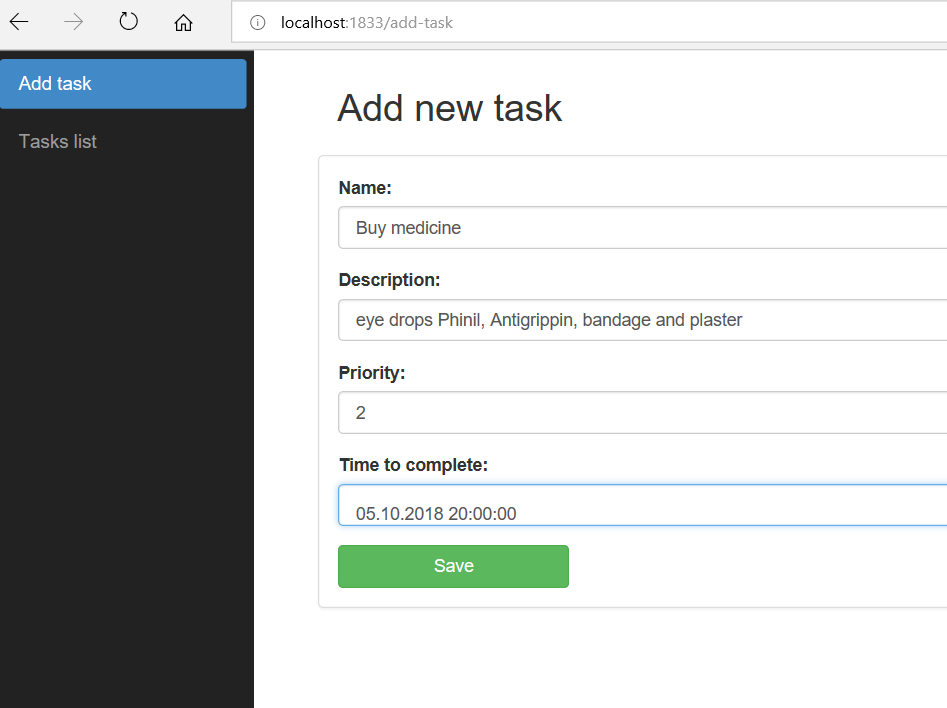 localhost:1833/add-task
Add task
Tasks list
Add new task
Name:
Buy medicine
Description:
eye drops Phinil, Antigrippin, bandage and plaster
Priority:
2
Time to complete:
05.10.2018 20:00:00
Save